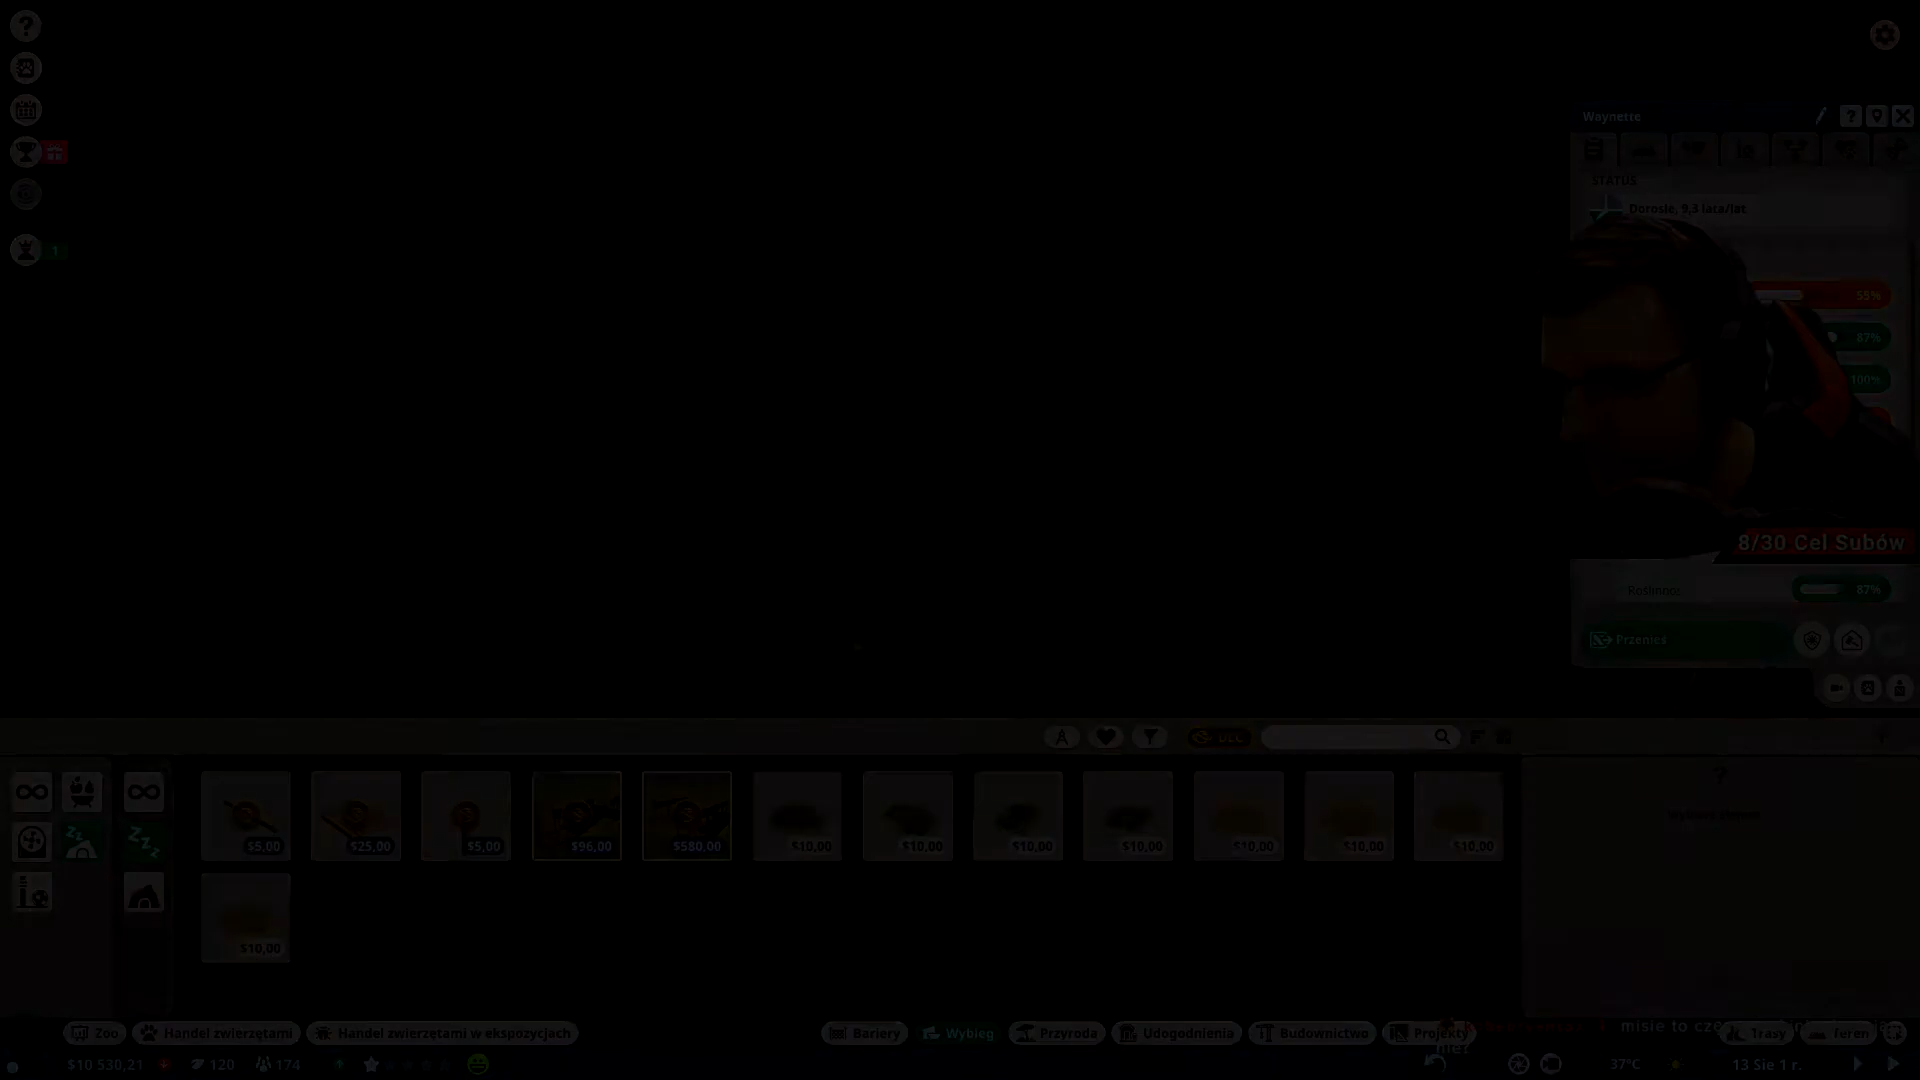 Waynette
STATUS
Dorosłe, 9,3 lata/lat
55%
87%
100%
8/30 Cel Subów
Roślinność
87%
Przenieś
1
DLC
$5,00
$25,00
$5,00
$96,00
$580,00
$10,00
$10,00
$10,00
$10,00
$10,00
$10,00
$10,00
$10,00
Zoo
Handel zwierzętami
Handel zwierzętami w ekspozycjach
Bariery
Wybieg
Przyroda
Udogodnienia
Budownictwo
Projekty
misie to
Trasy
Teren
$10 530,21
120
174
37°C
13 Sie 1 r.